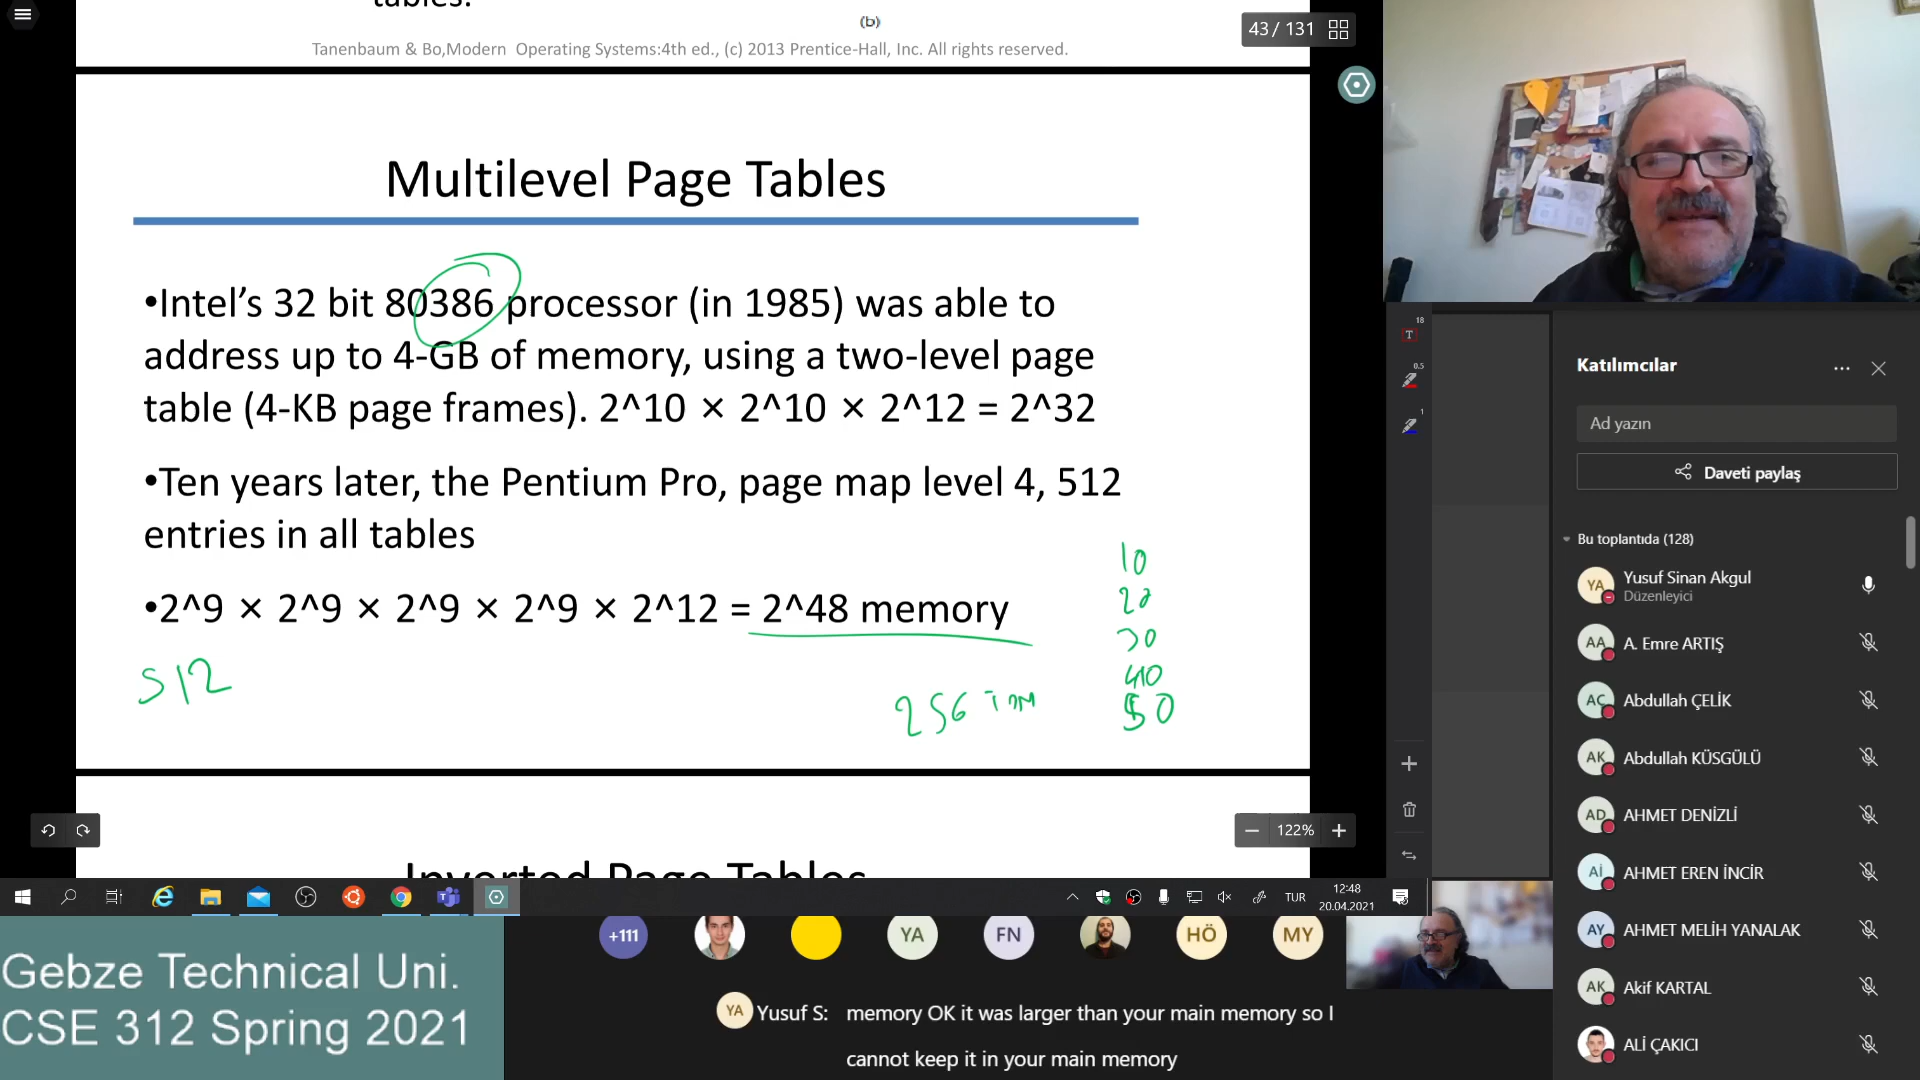 tables.
(b)
Tanenbaum & Bo,Modern Operating Systems:4th ed., (c) 2013 Prentice-Hall, Inc. All rights reserved.
43 / 131
Multilevel Page Tables
•Intel’s 32 bit 80386 processor (in 1985) was able to
address up to 4-GB of memory, using a two-level page
table (4-KB page frames). 2^10 × 2^10 × 2^12 = 2^32
•Ten years later, the Pentium Pro, page map level 4, 512
entries in all tables
•2^9 × 2^9 × 2^9 × 2^9 × 2^12 = 2^48 memory
10
20
30
40
50
512
256
122%
Inverted Page Tables
18
T
0.5
1
Katılımcılar
Ad yazın
Daveti paylaş
Bu toplantıda (128)
YA Yusuf Sinan Akgul
Düzenleyici
AA A. Emre ARTIŞ
AÇ Abdullah ÇELİK
AK Abdullah KÜSGÜLÜ
AD AHMET DENİZLİ
Aİ AHMET EREN İNCİR
AY AHMET MELİH YANALAK
AK Akif KARTAL
ALİ ÇAKICI
TUR
12:48
20.04.2021
+111
YA
FN
HÖ
MY
Gebze Technical Uni.
CSE 312 Spring 2021
YA Yusuf S: memory OK it was larger than your main memory so I
cannot keep it in your main memory